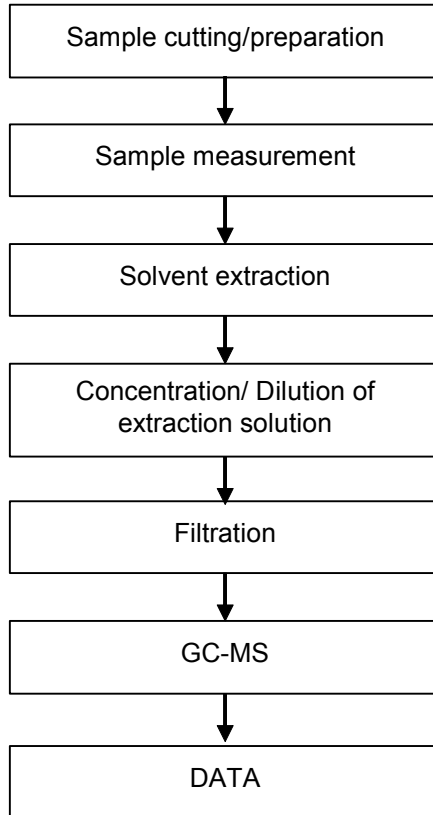 Sample cutting/preparation
Sample measurement
Solvent extraction
Concentration/ Dilution of
extraction solution
Filtration
GC-MS
DATA